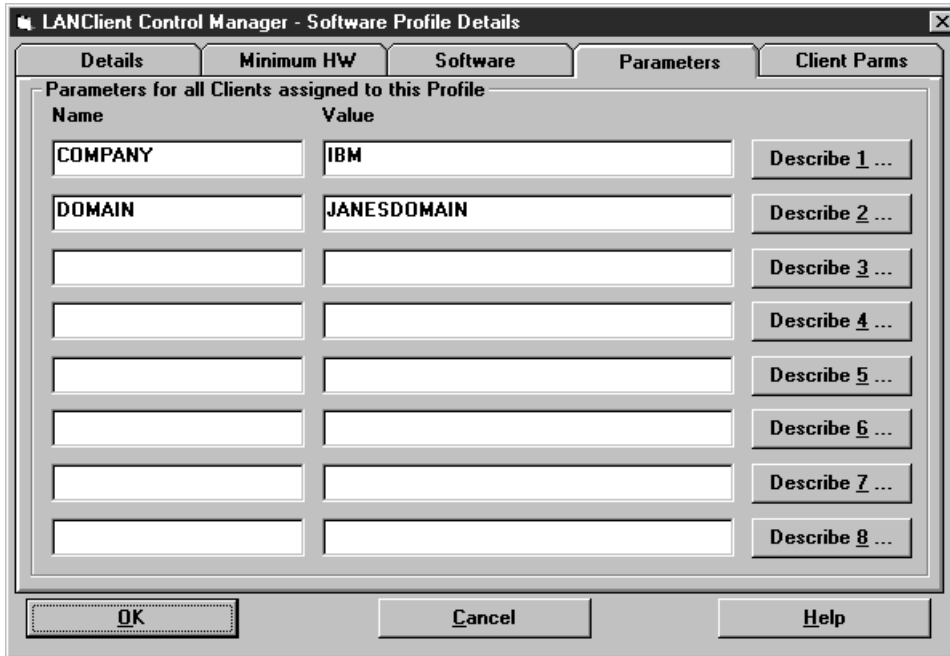 LANClient Control Manager - Software Profile Details
Details Minimum HW Software Parameters Client Parms
Parameters for all Clients assigned to this Profile
Name Value
COMPANY IBM Describe 1 ...
DOMAIN JANESDOMAIN Describe 2 ...
Describe 3 ...
Describe 4 ...
Describe 5 ...
Describe 6 ...
Describe 7 ...
Describe 8 ...
OK Cancel Help